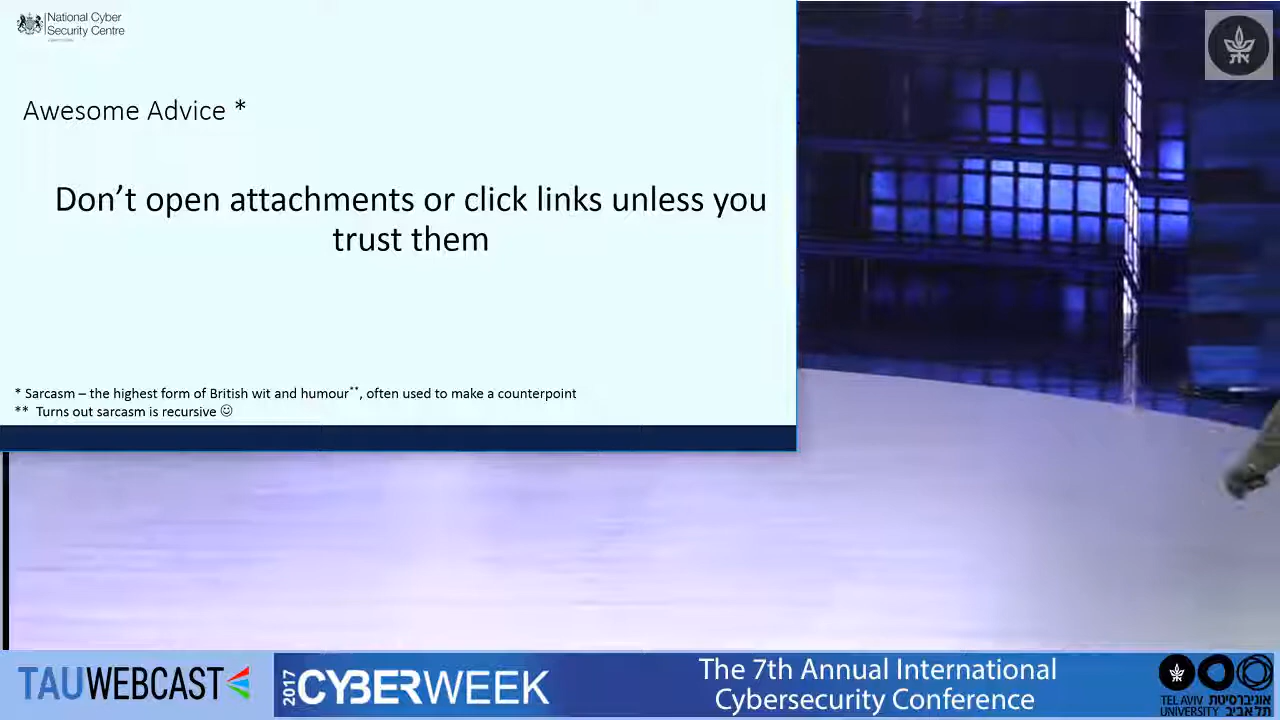 National Cyber
Security Centre
Awesome Advice *
Don’t open attachments or click links unless you
trust them
* Sarcasm – the highest form of British wit and humour**, often used to make a counterpoint
** Turns out sarcasm is recursive ☺
TAUWEBCAST
2017 CYBERWEEK
The 7th Annual International
Cybersecurity Conference
TEL AVIV אוניברסיטת
UNIVERSITY תל אביב